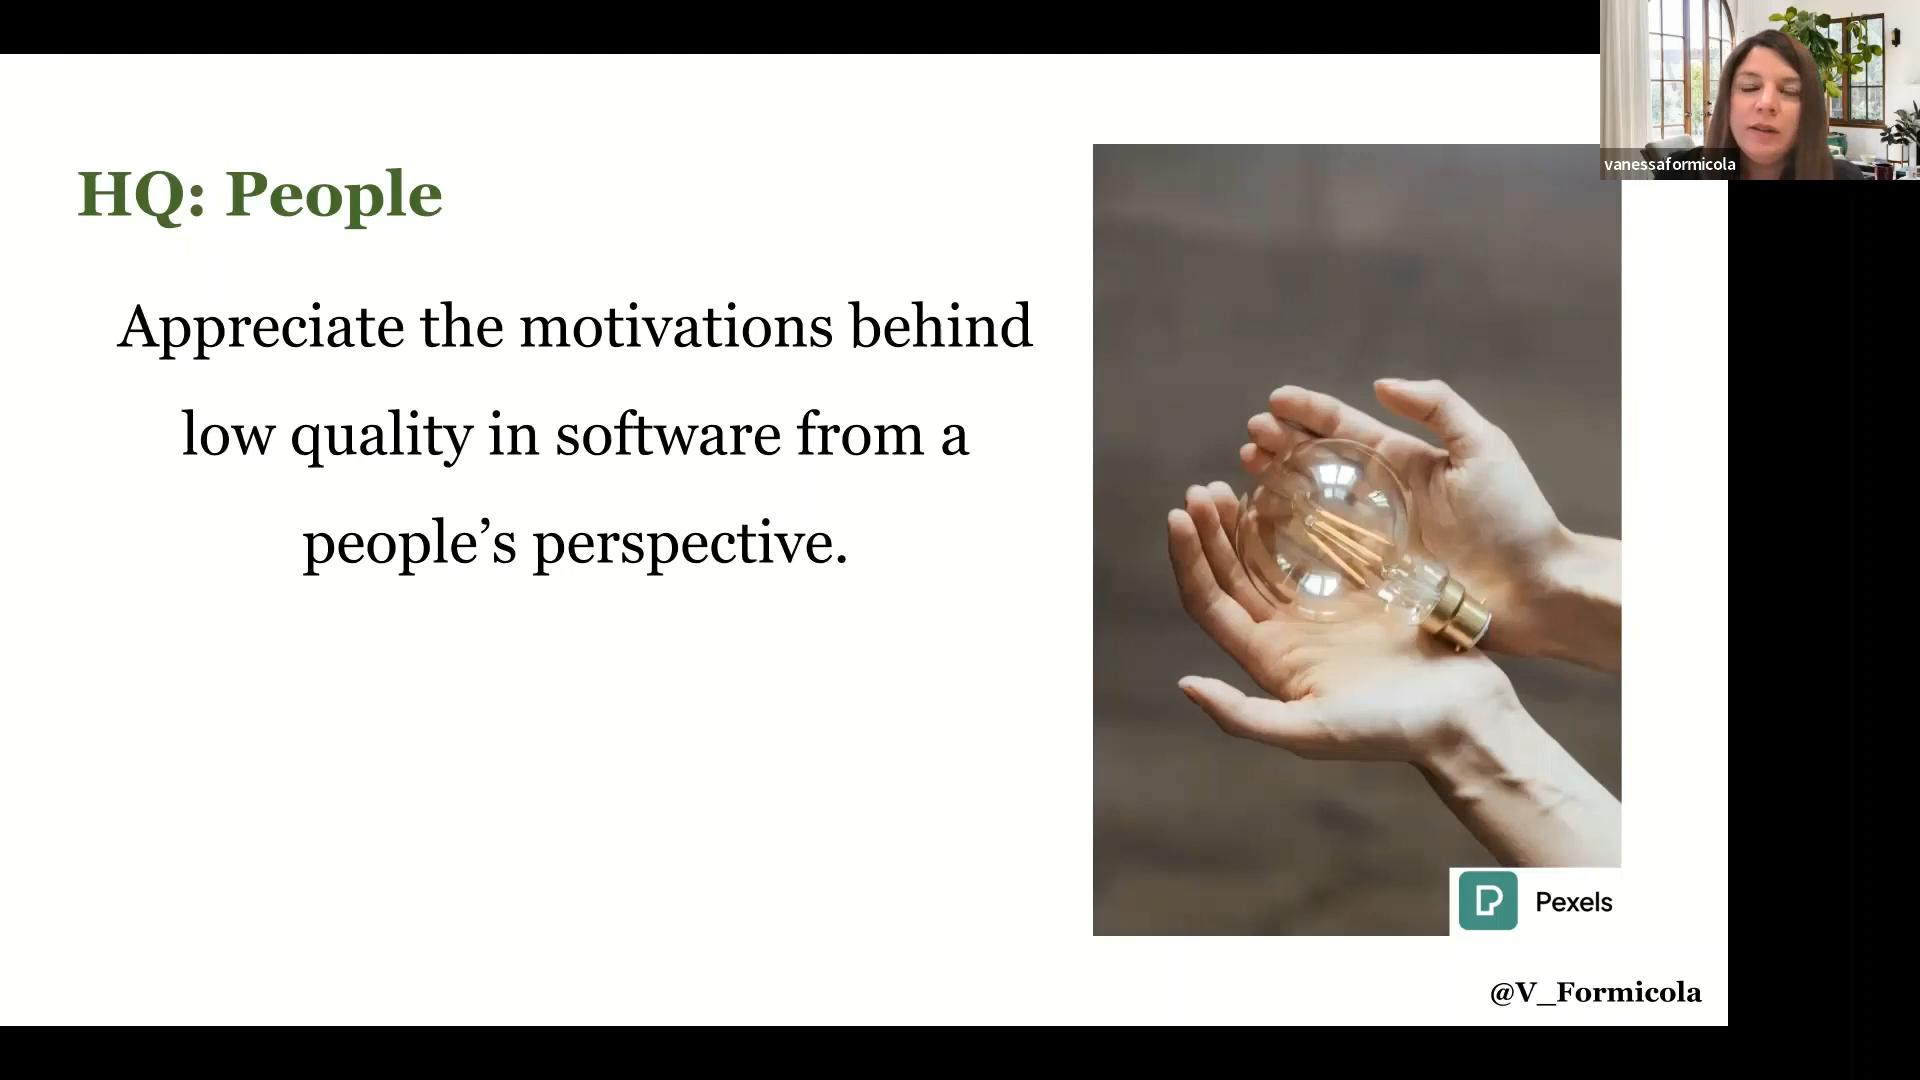 vanessaformicola
HQ: People
Appreciate the motivations behind
low quality in software from a
people’s perspective.
Pexels
@V_Formicola